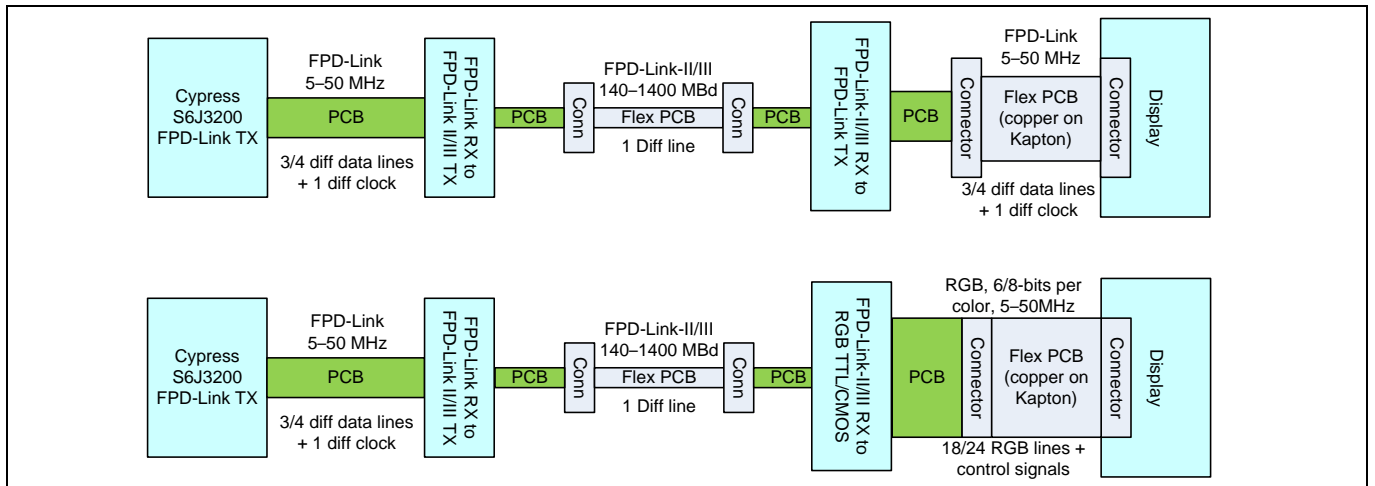 Cypress
S6J3200
FPD-Link TX
FPD-Link
5–50 MHz
PCB
3/4 diff data lines
+ 1 diff clock
FPD-Link RX to
FPD-Link II/III TX
PCB
Conn
FPD-Link-II/III
140–1400 MBd
Flex PCB
1 Diff line
Conn
PCB
FPD-Link-II/III RX to
FPD-Link TX
PCB
Connector
FPD-Link
5–50 MHz
Flex PCB
(copper on
Kapton)
3/4 diff data lines
+ 1 diff clock
Connector
Display
Cypress
S6J3200
FPD-Link TX
FPD-Link
5–50 MHz
PCB
3/4 diff data lines
+ 1 diff clock
FPD-Link RX to
FPD-Link II/III TX
PCB
Conn
FPD-Link-II/III
140–1400 MBd
Flex PCB
1 Diff line
Conn
PCB
FPD-Link-II/III RX to
RGB TTL/CMOS
PCB
Connector
RGB, 6/8-bits per
color, 5–50MHz
Flex PCB
(copper on
Kapton)
18/24 RGB lines +
control signals
Connector
Display